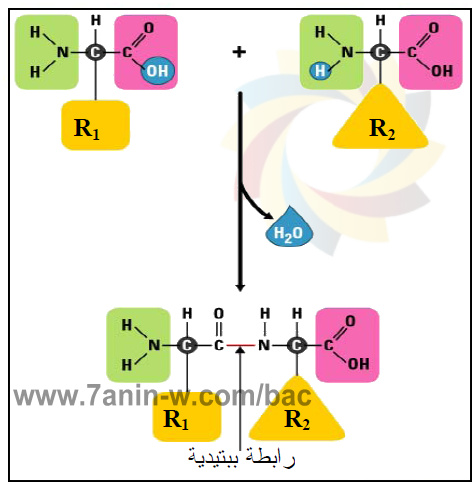 H H O H H O
N C C + N C C
H OH H OH
R1 R2
H2O
H H O H H O
H N C C N C C OH
H
www.7anin-w.com/bac
R1 R2
رابطة ببتيدية